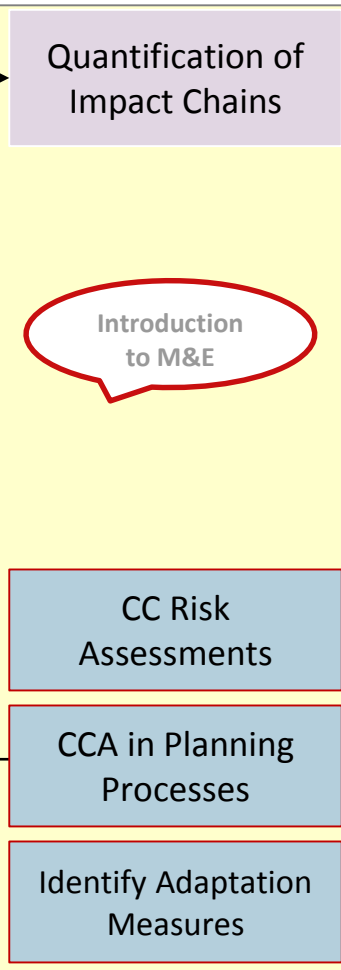 Quantification of
Impact Chains
Introduction
to M&E
CC Risk
Assessments
CCA in Planning
Processes
Identify Adaptation
Measures